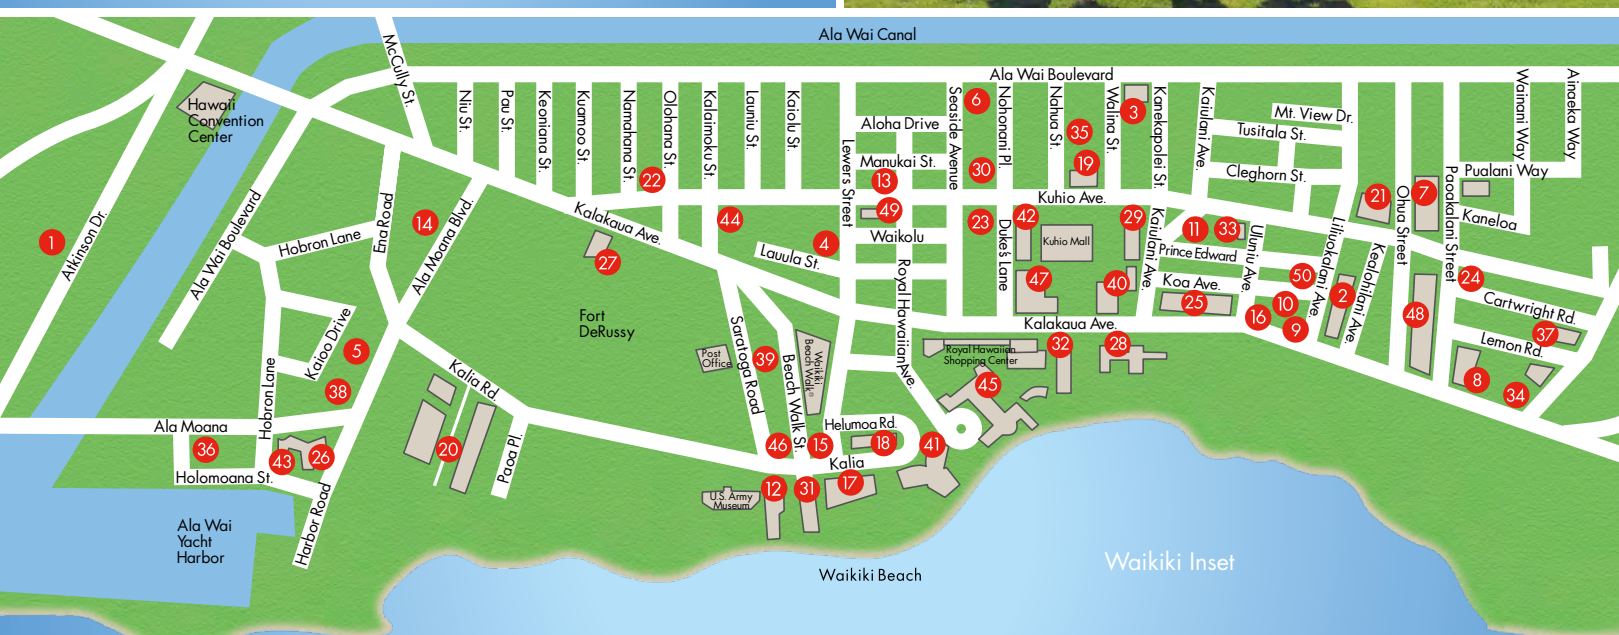 Ala Wai Canal
McCully St.
Ala Wai Boulevard
Hawaii
Convention
Center
Niu St.
Pau St.
Keoniana St.
Kuamoo St.
Namahana St.
Olohana St.
Kalaimoku St.
Launiu St.
Kaiolu St.
Lewers Street
Aloha Drive
Manukai St.
Seaside Avenue
Nohonani Pl.
Nahua St.
Walina St.
Kanekapolei St.
Kaiulani Ave.
Mt. View Dr.
Tusitala St.
Cleghorn St.
Wainani Way
Ainaeka Way
Pualani Way
6
3
35
19
30
22
13
49
Kuhio Ave.
21
7
Ohua Street
Paoakalani Street
Kaneloa
1
Atkinson Dr.
Ala Wai Boulevard
Hobron Lane
Ena Road
14
Ala Moana Blvd.
Kalakaua Ave.
27
44
4
Lauula St.
Waikolu
Royal Hawaiian Ave.
23
Duke's Lane
42
Kuhio Mall
29
Kaiulani Ave.
11
33
Prince Edward
Uluniu Ave.
Liliuokalani Ave.
Kealohilani Ave.
47
40
Koa Ave.
25
50
2
10
16
9
24
48
Cartwright Rd.
37
Lemon Rd.
8
34
Kaioo Drive
5
38
Hobron Lane
Fort
DeRussy
Kalakaua Ave.
Post
Office
Saratoga Road
39
Beach Walk St.
Waikiki
Beach Walk®
Royal Hawaiian
Shopping Center
32
28
45
Kalia Rd.
Ala Moana
36
43
26
Holomoana St.
20
Paoa Pl.
46
15
Helumoa Rd.
18
41
Kalia
12
31
17
U.S. Army
Museum
Harbor Road
Ala Wai
Yacht
Harbor
Waikiki Beach
Waikiki Inset